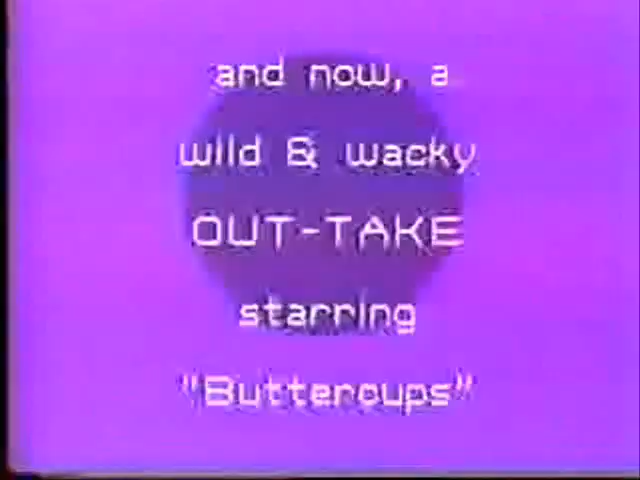 and now, a
wild & wacky
OUT-TAKE
starring
"Buttercups"